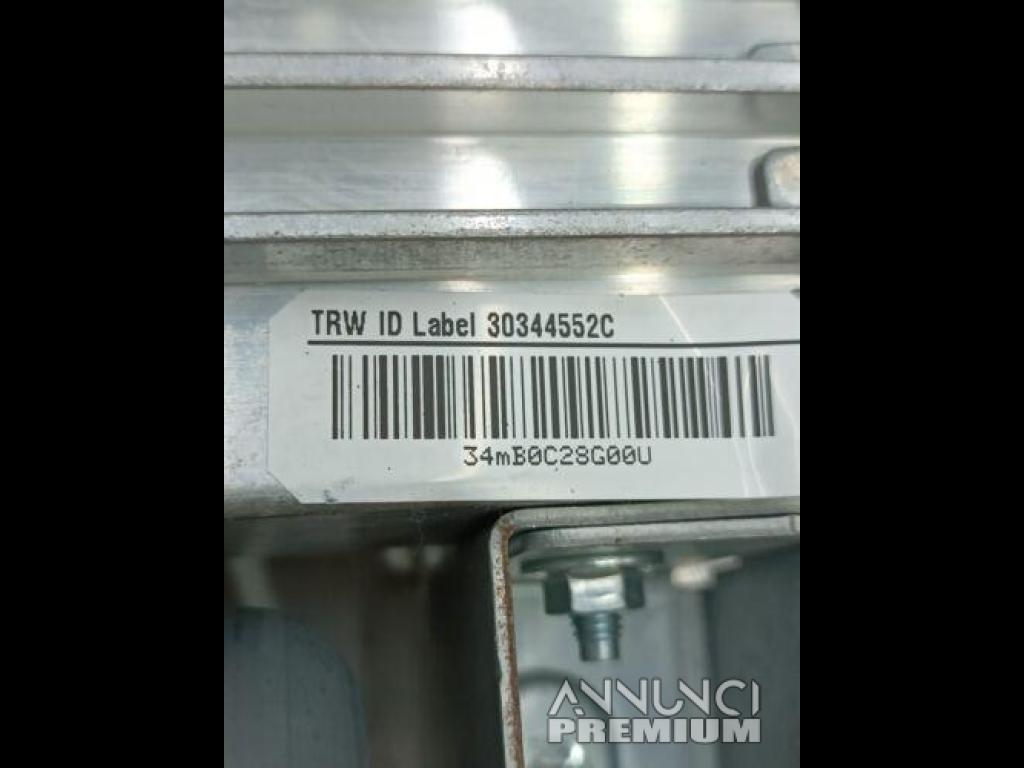 TRW ID Label 30344552C
34mB0C28G00U
ANNUNCI
PREMIUM